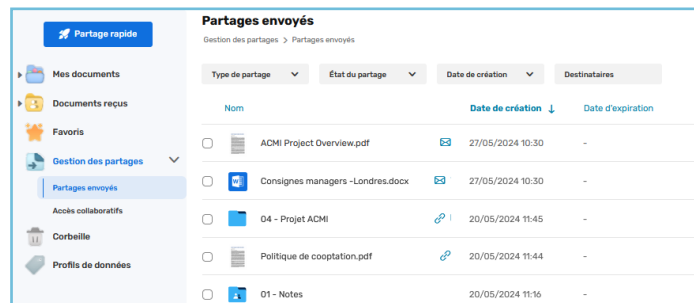 Partage rapide
Mes documents
Documents reçus
Favoris
Gestion des partages
Partages envoyés
Accès collaboratifs
Corbeille
Profils de données
Partages envoyés
Gestion des partages > Partages envoyés
Type de partage État du partage Date de création Destinataires
Nom Date de création ↓ Date d'expiration
ACMI Project Overview.pdf 27/05/2024 10:30 -
Consignes managers -Londres.docx 27/05/2024 10:30 -
04 - Projet ACMI 20/05/2024 11:45 -
Politique de cooptation.pdf 20/05/2024 11:44 -
01 - Notes 20/05/2024 11:16 -